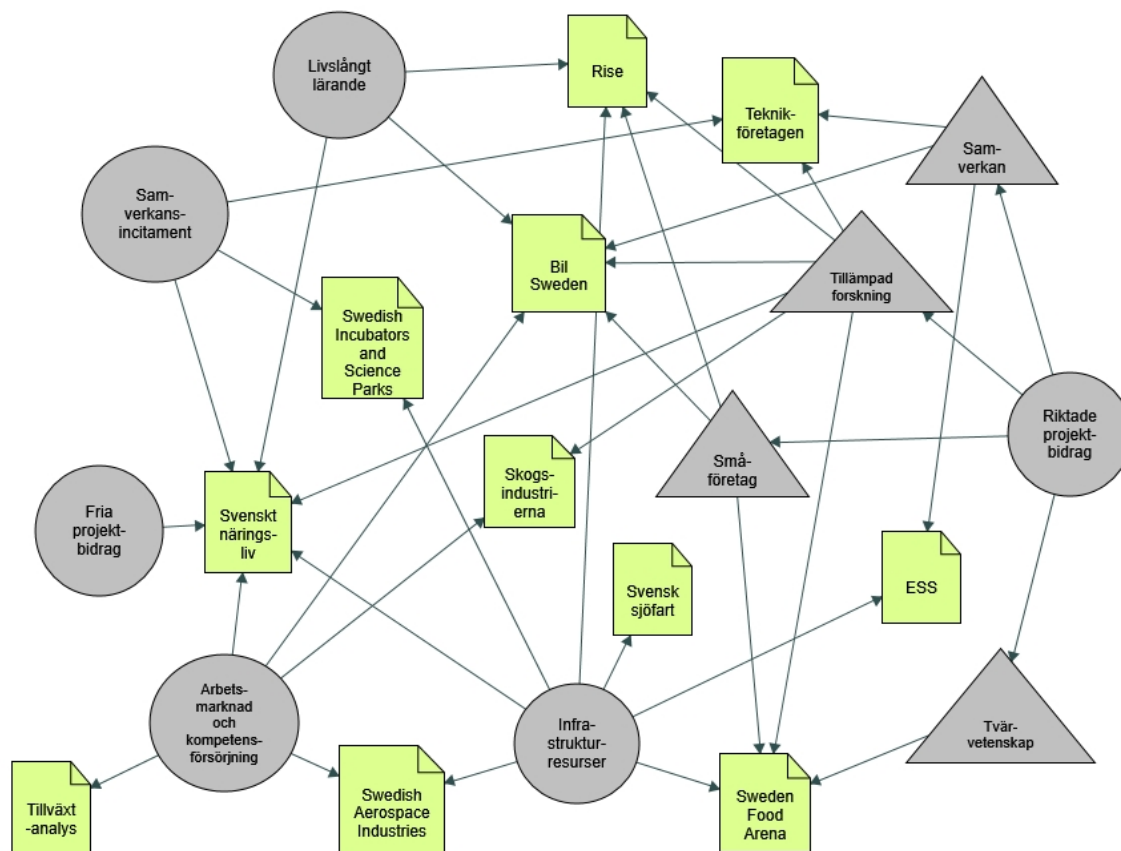 Livslångt
lärande
Rise
Teknik-
företagen
Sam-
verkan
Sam-
verkans-
incitament
Bil
Sweden
Tillämpad
forskning
Swedish
Incubators
and
Science
Parks
Riktade
projekt-
bidrag
Små-
företag
Skogs-
industri-
erna
Fria
projekt-
bidrag
Svenskt
närings-
liv
Svensk
sjöfart
ESS
Arbets-
marknad
och
kompetens-
försörjning
Infra-
struktur-
resurser
Tvär-
vetenskap
Tillväxt
-analys
Swedish
Aerospace
Industries
Sweden
Food
Arena